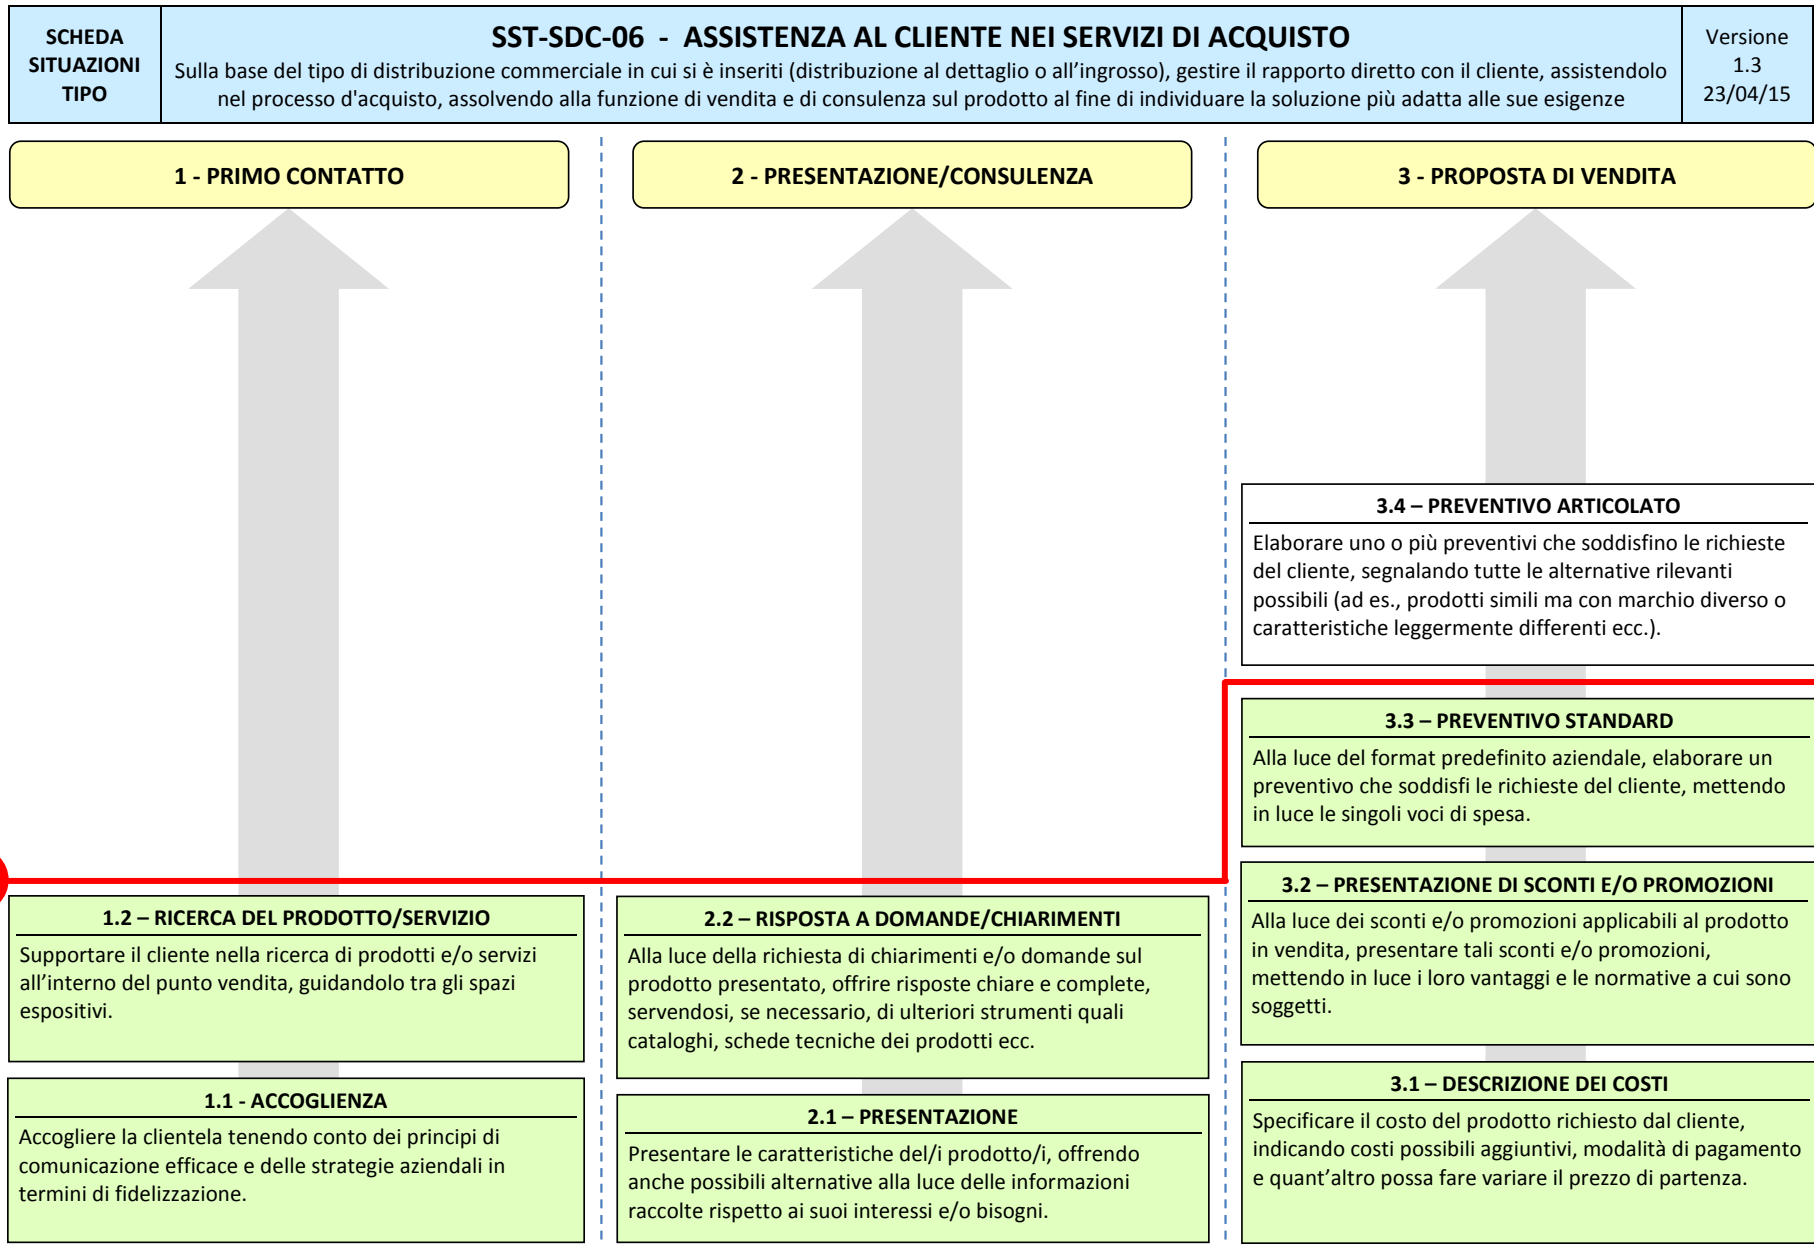 SCHEDA
SITUAZIONI
TIPO
SST-SDC-06 - ASSISTENZA AL CLIENTE NEI SERVIZI DI ACQUISTO
Sulla base del tipo di distribuzione commerciale in cui si è inseriti (distribuzione al dettaglio o all’ingrosso), gestire il rapporto diretto con il cliente, assistendolo
nel processo d'acquisto, assolvendo alla funzione di vendita e di consulenza sul prodotto al fine di individuare la soluzione più adatta alle sue esigenze
Versione
1.3
23/04/15
1 - PRIMO CONTATTO
1.2 – RICERCA DEL PRODOTTO/SERVIZIO
Supportare il cliente nella ricerca di prodotti e/o servizi
all’interno del punto vendita, guidandolo tra gli spazi
espositivi.
1.1 - ACCOGLIENZA
Accogliere la clientela tenendo conto dei principi di
comunicazione efficace e delle strategie aziendali in
termini di fidelizzazione.
2 - PRESENTAZIONE/CONSULENZA
2.2 – RISPOSTA A DOMANDE/CHIARIMENTI
Alla luce della richiesta di chiarimenti e/o domande sul
prodotto presentato, offrire risposte chiare e complete,
servendosi, se necessario, di ulteriori strumenti quali
cataloghi, schede tecniche dei prodotti ecc.
2.1 – PRESENTAZIONE
Presentare le caratteristiche del/i prodotto/i, offrendo
anche possibili alternative alla luce delle informazioni
raccolte rispetto ai suoi interessi e/o bisogni.
3 - PROPOSTA DI VENDITA
3.4 – PREVENTIVO ARTICOLATO
Elaborare uno o più preventivi che soddisfino le richieste
del cliente, segnalando tutte le alternative rilevanti
possibili (ad es., prodotti simili ma con marchio diverso o
caratteristiche leggermente differenti ecc.).
3.3 – PREVENTIVO STANDARD
Alla luce del format predefinito aziendale, elaborare un
preventivo che soddisfi le richieste del cliente, mettendo
in luce le singoli voci di spesa.
3.2 – PRESENTAZIONE DI SCONTI E/O PROMOZIONI
Alla luce dei sconti e/o promozioni applicabili al prodotto
in vendita, presentare tali sconti e/o promozioni,
mettendo in luce i loro vantaggi e le normative a cui sono
soggetti.
3.1 – DESCRIZIONE DEI COSTI
Specificare il costo del prodotto richiesto dal cliente,
indicando costi possibili aggiuntivi, modalità di pagamento
e quant’altro possa fare variare il prezzo di partenza.